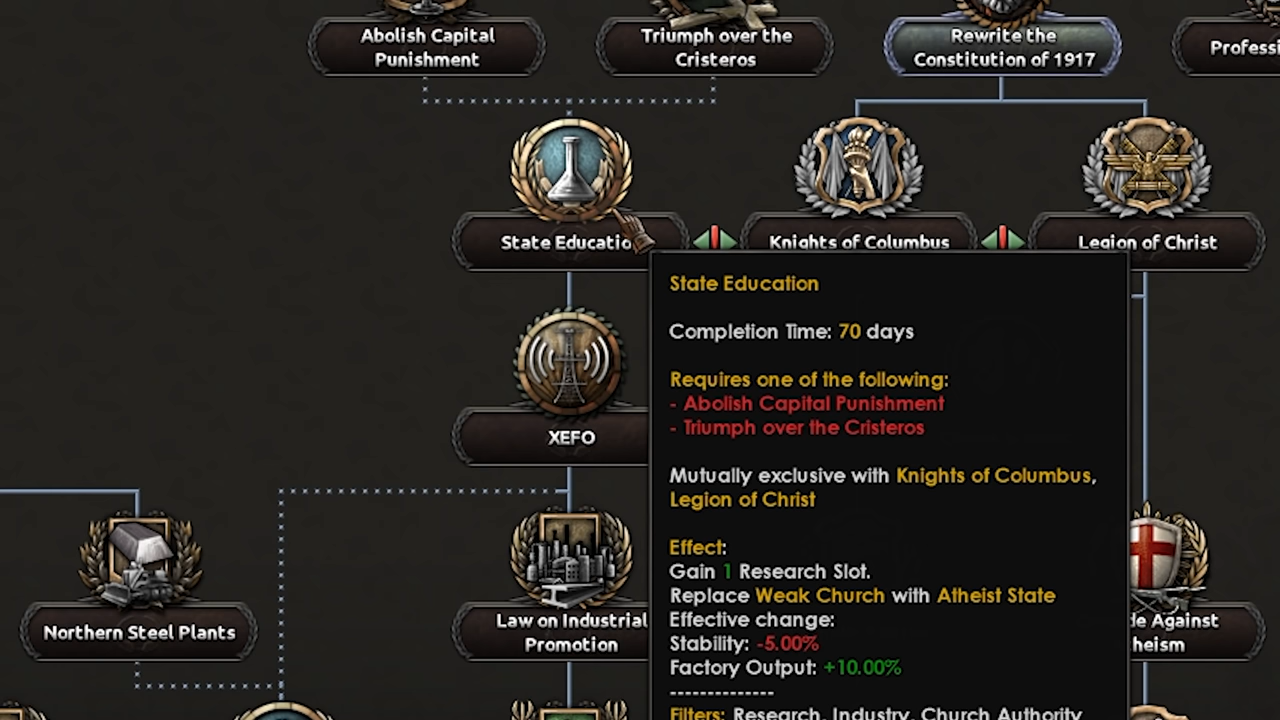 Abolish Capital
Punishment
Triumph over the
Cristeros
Rewrite the
Constitution of 1917
State Educatio
Knights of Columbus
Legion of Christ
State Education
Completion Time: 70 days
Requires one of the following:
- Abolish Capital Punishment
- Triumph over the Cristeros
Mutually exclusive with Knights of Columbus,
Legion of Christ
Effect:
Gain 1 Research Slot.
Replace Weak Church with Atheist State
Effective change:
Stability: -5.00%
Factory Output: +10.00%
--------------
Filters: Research, Industry, Church Authority
XEFO
Northern Steel Plants
Law on Industrial
Promotion
Against